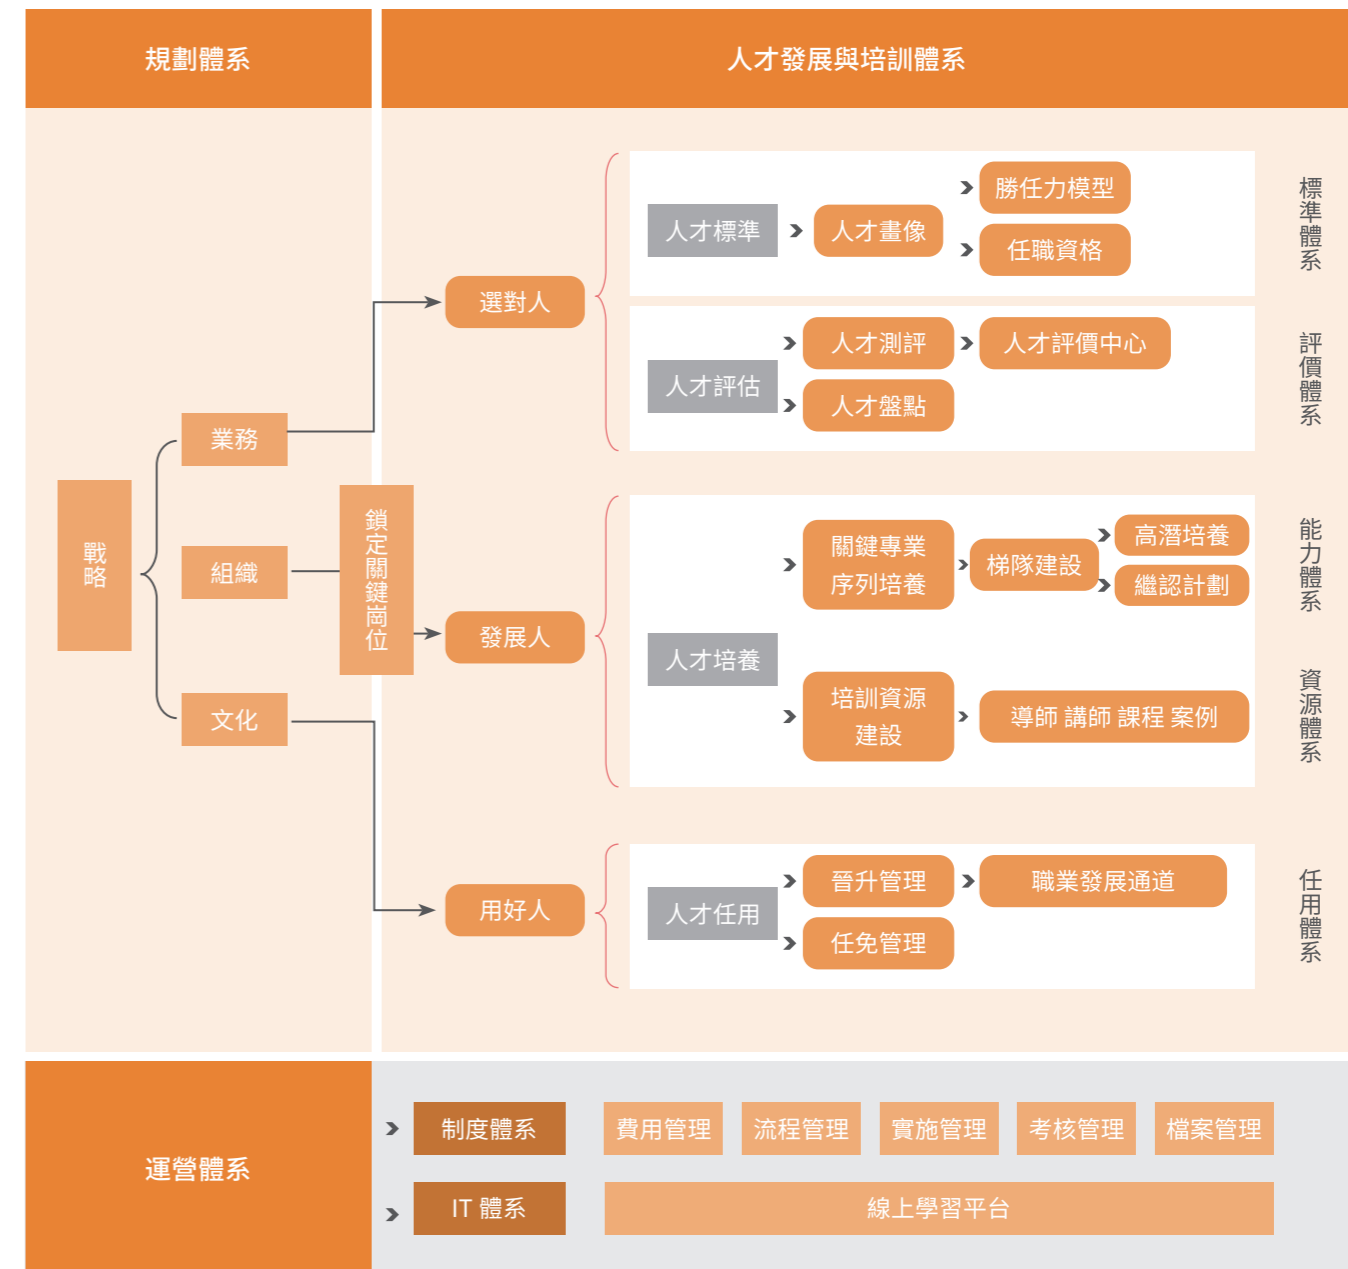 規劃體系
人才發展與培訓體系
戰略
業務
組織
文化
鎖定關鍵崗位
選對人
人才標準
人才畫像
勝任力模型
任職資格
標準體系
人才評估
人才測評
人才評價中心
人才盤點
評價體系
發展人
人才培養
關鍵專業
序列培養
梯隊建設
高潛培養
繼認計劃
能力體系
培訓資源
建設
導師 講師 課程 案例
資源體系
用好人
人才任用
晉升管理
職業發展通道
任免管理
任用體系
運營體系
制度體系
費用管理
流程管理
實施管理
考核管理
檔案管理
IT 體系
線上學習平台